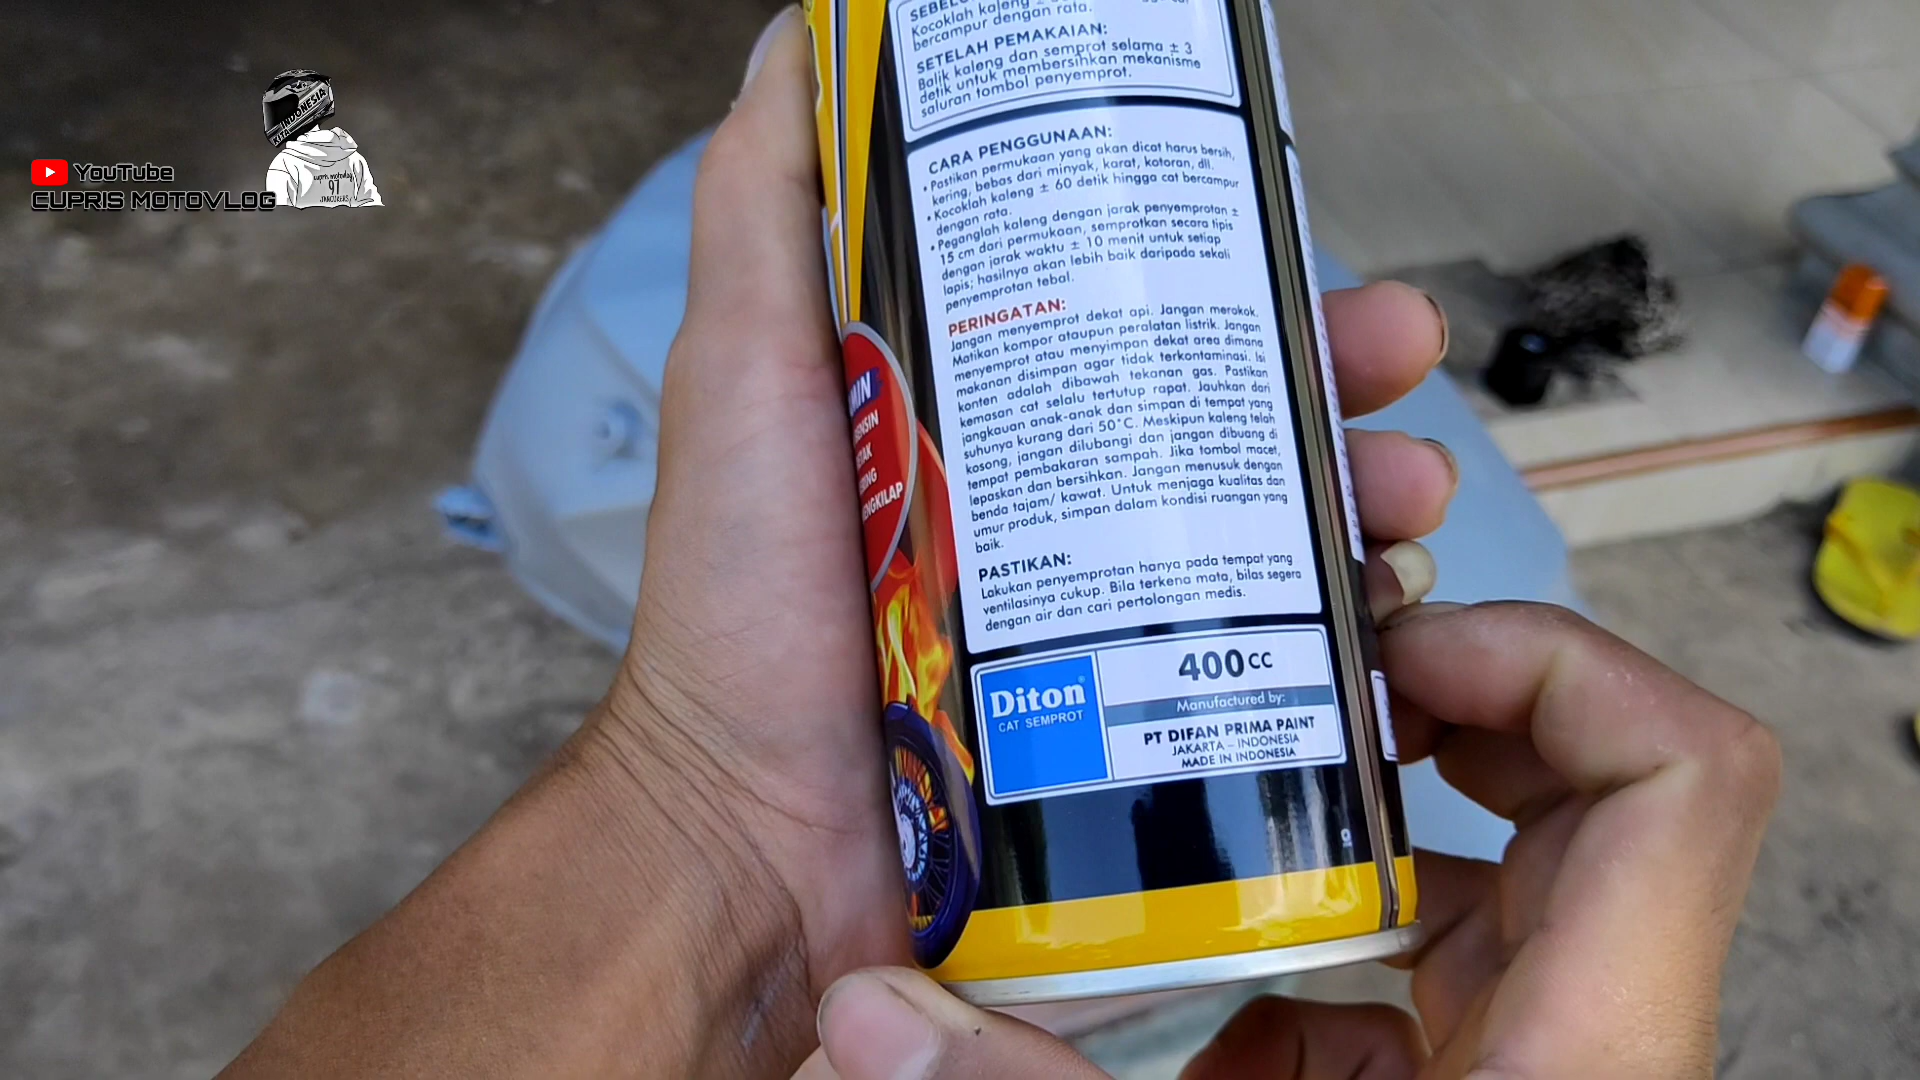 YouTube
CUPRIS MOTOVLOG
INDONESIA
KITA
cupris motovlog
97
Kocoklah kaleng ±
bercampur dengan rata.
SETELAH PEMAKAIAN:
Balik kaleng dan semprot selama ± 3
detik untuk membersihkan mekanisme
saluran tombol penyemprot.
CARA PENGGUNAAN:
• Pastikan permukaan yang akan dicat harus bersih,
kering, bebas dari minyak, karat, kotoran, dll.
• Kocoklah kaleng ± 60 detik hingga cat bercampur
dengan rata.
• Peganglah kaleng dengan jarak penyemprotan ±
15 cm dari permukaan, semprotkan secara tipis
dengan jarak waktu ± 10 menit untuk setiap
lapis; hasilnya akan lebih baik daripada sekali
penyemprotan tebal.
PERINGATAN:
Jangan menyemprot dekat api. Jangan merokok.
Matikan kompor ataupun peralatan listrik. Jangan
menyemprot atau menyimpan dekat area dimana
makanan disimpan agar tidak terkontaminasi. Isi
konten adalah dibawah tekanan gas. Pastikan
kemasan cat selalu tertutup rapat. Jauhkan dari
jangkauan anak-anak dan simpan di tempat yang
suhunya kurang dari 50°C. Meskipun kaleng telah
kosong, jangan dilubangi dan jangan dibuang di
tempat pembakaran sampah. Jika tombol macet,
lepaskan dan bersihkan. Jangan menusuk dengan
benda tajam/ kawat. Untuk menjaga kualitas dan
umur produk, simpan dalam kondisi ruangan yang
baik.
PASTIKAN:
Lakukan penyemprotan hanya pada tempat yang
ventilasinya cukup. Bila terkena mata, bilas segera
dengan air dan cari pertolongan medis.
Diton®
CAT SEMPROT
400CC
Manufactured by:
PT DIFAN PRIMA PAINT
JAKARTA – INDONESIA
MADE IN INDONESIA
9